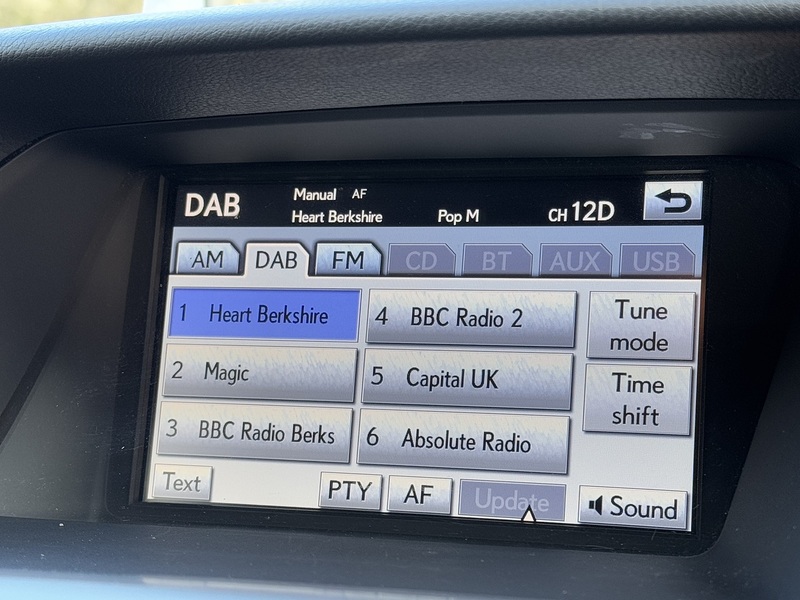 DAB Manual AF
Heart Berkshire Pop M CH 12D
AM DAB FM CD BT AUX USB
1 Heart Berkshire
4 BBC Radio 2
Tune mode
2 Magic
5 Capital UK
Time shift
3 BBC Radio Berks
6 Absolute Radio
Text PTY AF Update Sound